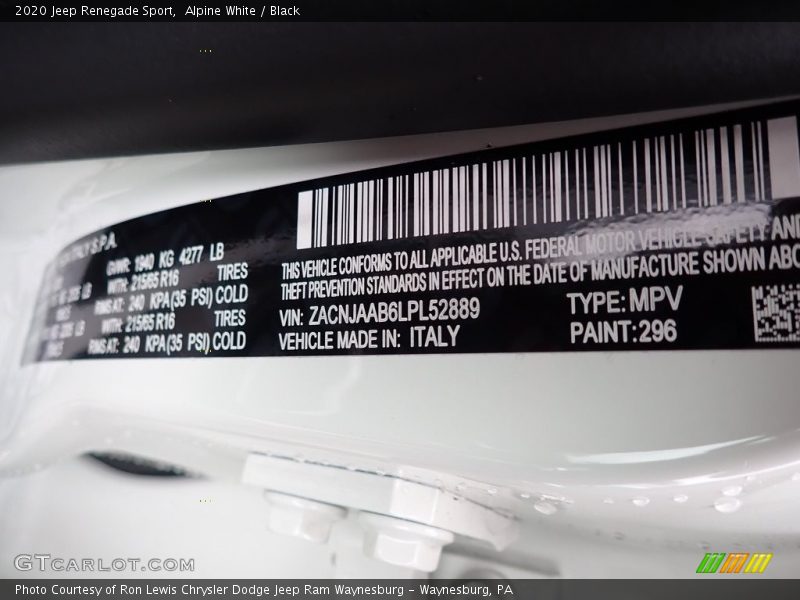 2020 Jeep Renegade Sport,  Alpine White / Black
ITALY S.P.A.
GVWR: 1940 KG 4277 LB
WITH: 215/65 R16 TIRES
RIMS AT: 240 KPA(35 PSI) COLD
WITH: 215/65 R16 TIRES
RIMS AT: 240 KPA(35 PSI) COLD
THIS VEHICLE CONFORMS TO ALL APPLICABLE U.S. FEDERAL MOTOR VEHICLE SAFETY AND
THEFT PREVENTION STANDARDS IN EFFECT ON THE DATE OF MANUFACTURE SHOWN ABO
VIN: ZACNJAAB6LPL52889 TYPE: MPV
VEHICLE MADE IN: ITALY PAINT:296
GTCARLOT.COM
Photo Courtesy of Ron Lewis Chrysler Dodge Jeep Ram Waynesburg – Waynesburg, PA